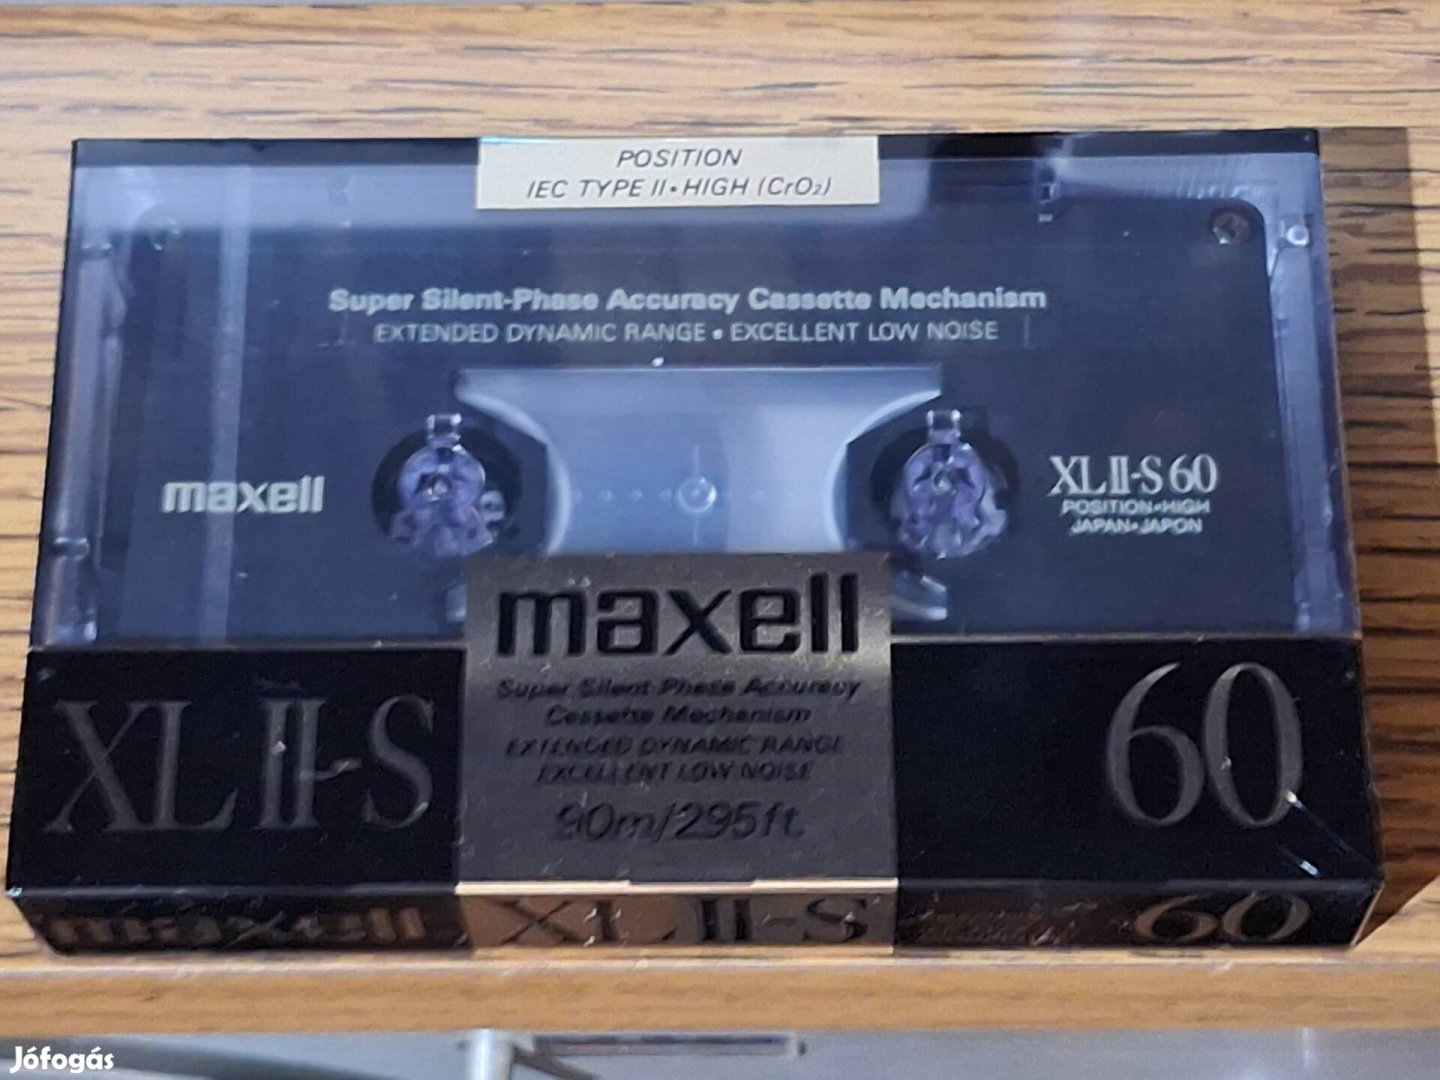 POSITION
IEC TYPE II•HIGH (CrO₂)
Super Silent-Phase Accuracy Cassette Mechanism
EXTENDED DYNAMIC RANGE • EXCELLENT LOW NOISE
maxell
XLII-S 60
POSITION•HIGH
JAPAN•JAPON
maxell
Super Silent Phase Accuracy
Cassette Mechanism
EXTENDED DYNAMIC RANGE
EXCELLENT LOW NOISE
90m/295ft.
XLII-S
60
maxell
XLII-S
60
Jófogás